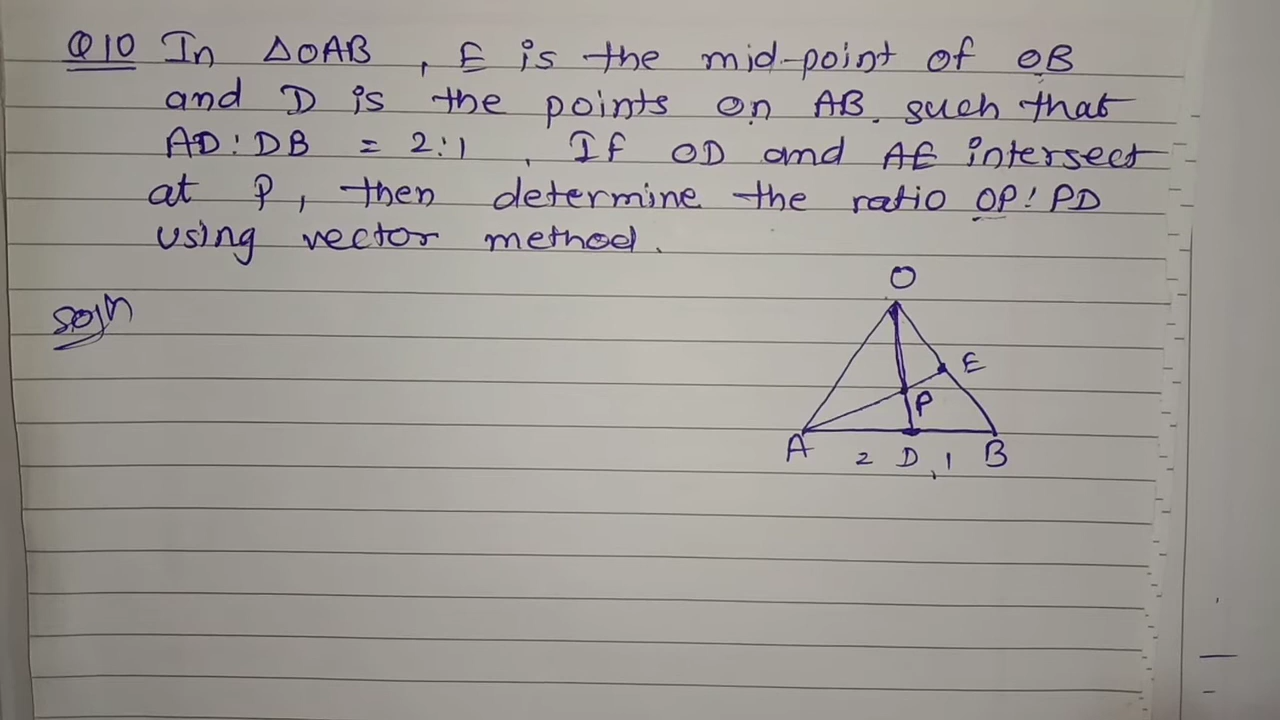 Q10 In △OAB, E is the mid-point of OB
and D is the points on AB. such that
AD:DB = 2:1. If OD and AE intersect
at P, then determine the ratio OP:PD
using vector method.
Soln
O
E
P
A 2 D, 1 B